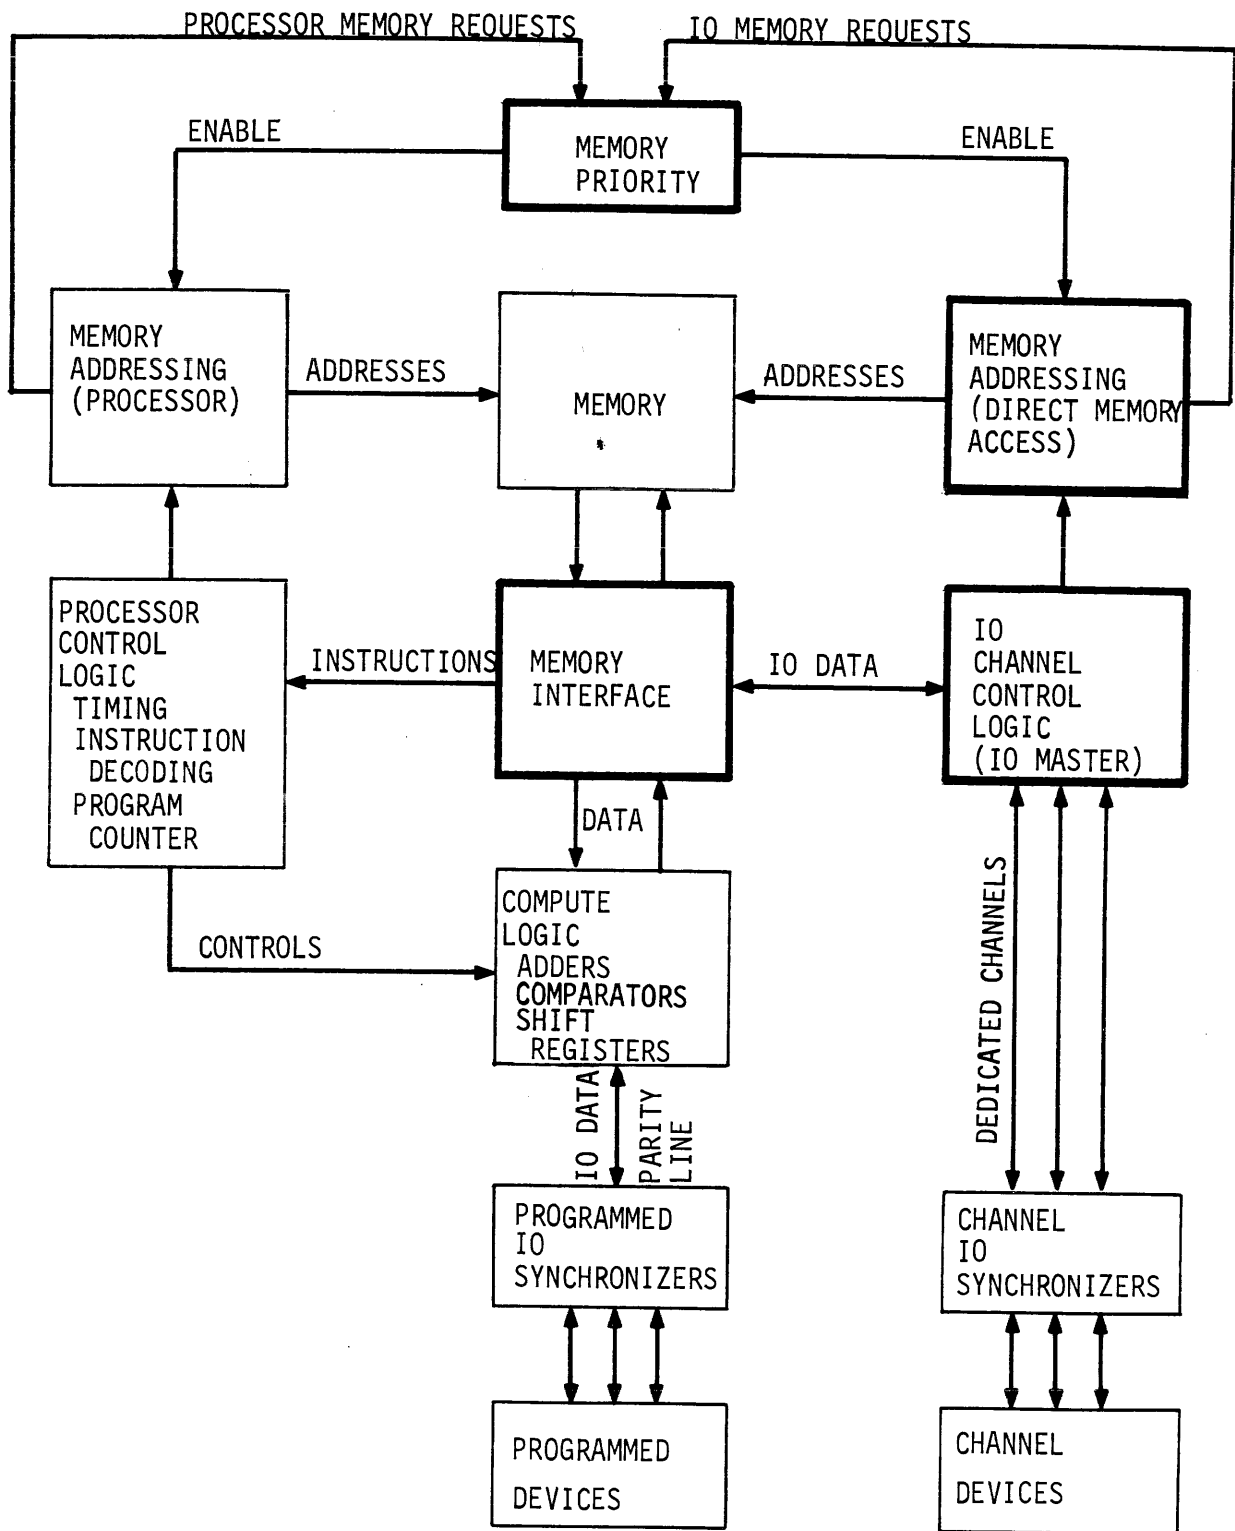 PROCESSOR MEMORY REQUESTS
IO MEMORY REQUESTS
ENABLE
MEMORY
PRIORITY
ENABLE
MEMORY
ADDRESSING
(PROCESSOR)
ADDRESSES
MEMORY
ADDRESSES
MEMORY
ADDRESSING
(DIRECT MEMORY
ACCESS)
PROCESSOR
CONTROL
LOGIC
TIMING
INSTRUCTION
DECODING
PROGRAM
COUNTER
INSTRUCTIONS
MEMORY
INTERFACE
IO DATA
IO
CHANNEL
CONTROL
LOGIC
(IO MASTER)
DATA
CONTROLS
COMPUTE
LOGIC
ADDERS
COMPARATORS
SHIFT
REGISTERS
DEDICATED CHANNELS
IO DATA
PARITY
LINE
PROGRAMMED
IO
SYNCHRONIZERS
CHANNEL
IO
SYNCHRONIZERS
PROGRAMMED
DEVICES
CHANNEL
DEVICES